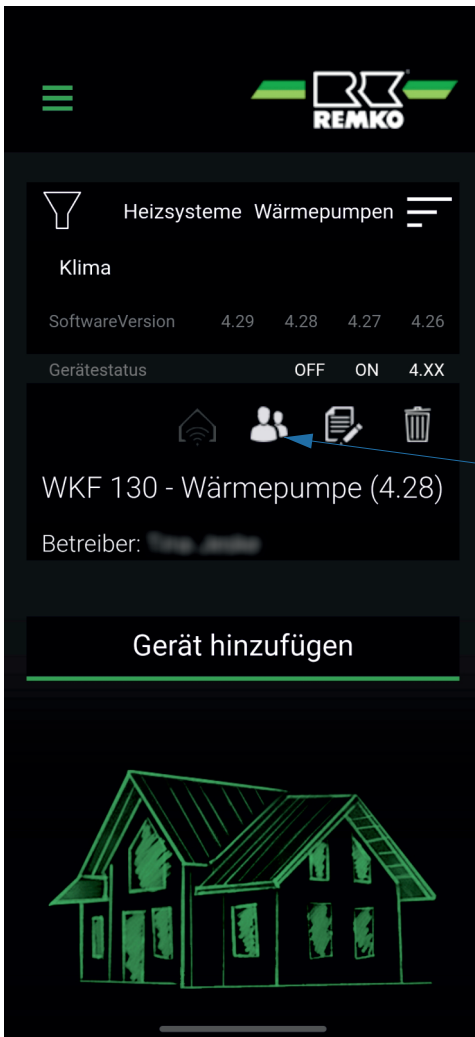 REMKO
Heizsysteme Wärmepumpen
Klima
SoftwareVersion 4.29 4.28 4.27 4.26
Gerätestatus OFF ON 4.XX
WKF 130 - Wärmepumpe (4.28)
Betreiber:
Gerät hinzufügen